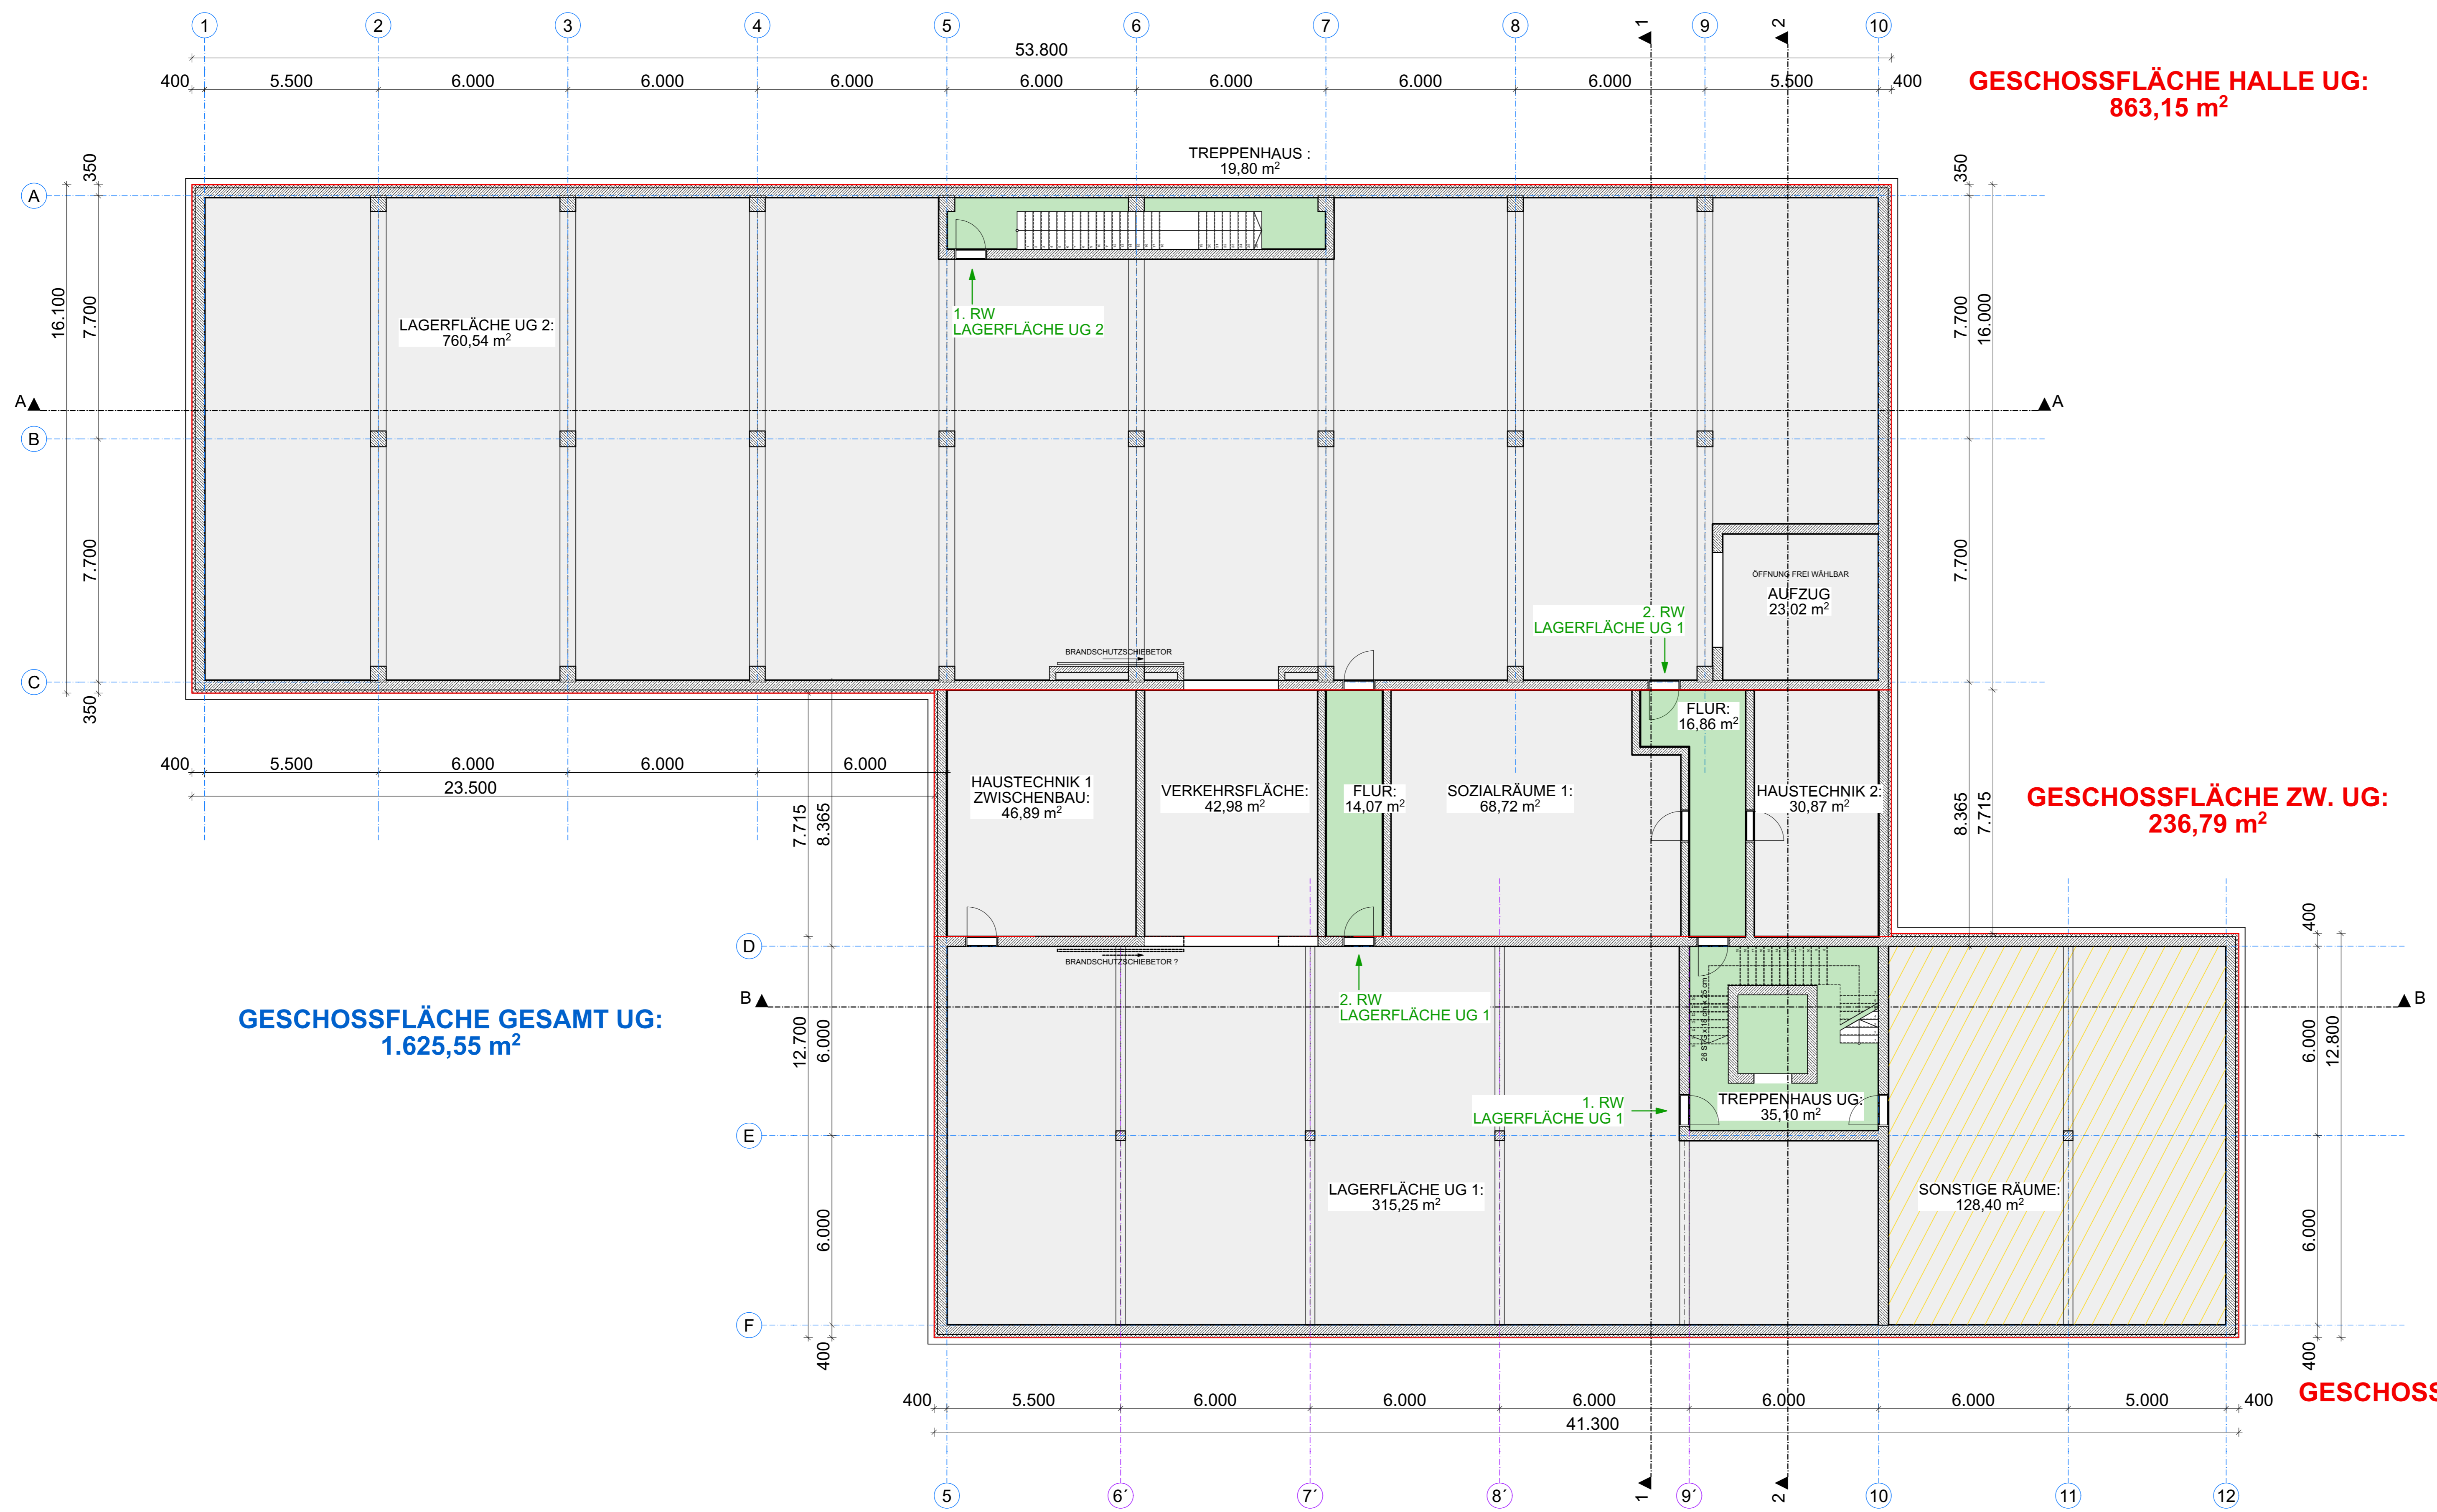 1 2 3 4 5 6 7 8 1 9 2 10
53.800
400 5.500 6.000 6.000 6.000 6.000 6.000 6.000 6.000 5.500 400
GESCHOSSFLÄCHE HALLE UG:
863,15 m²
TREPPENHAUS :
19,80 m²
350
350
A
16.100
7.700
7.700
16.000
1. RW
LAGERFLÄCHE UG 2
LAGERFLÄCHE UG 2:
760,54 m²
A
A
B
7.700
7.700
ÖFFNUNG FREI WÄHLBAR
AUFZUG
23,02 m²
2. RW
LAGERFLÄCHE UG 1
BRANDSCHUTZSCHIEBETOR
C
350
FLUR:
16,86 m²
400 5.500 6.000 6.000 6.000
23.500
HAUSTECHNIK 1
ZWISCHENBAU:
46,89 m²
VERKEHRSFLÄCHE:
42,98 m²
FLUR:
14,07 m²
SOZIALRÄUME 1:
68,72 m²
HAUSTECHNIK 2:
30,87 m²
GESCHOSSFLÄCHE ZW. UG:
236,79 m²
7.715
8.365
8.365
7.715
400
D
BRANDSCHUTZSCHIEBETOR ?
B
B
2. RW
LAGERFLÄCHE UG 1
26 STG x 18 cm x 25 cm
GESCHOSSFLÄCHE GESAMT UG:
1.625,55 m²
12.700
6.000
6.000
12.800
1. RW
LAGERFLÄCHE UG 1
TREPPENHAUS UG:
35,10 m²
E
LAGERFLÄCHE UG 1:
315,25 m²
SONSTIGE RÄUME:
128,40 m²
6.000
6.000
F
400
400
GESCHOSS
400 5.500 6.000 6.000 6.000 6.000 6.000 5.000 400
41.300
5 6´ 7´ 8´ 1 9´ 2 10 11 12